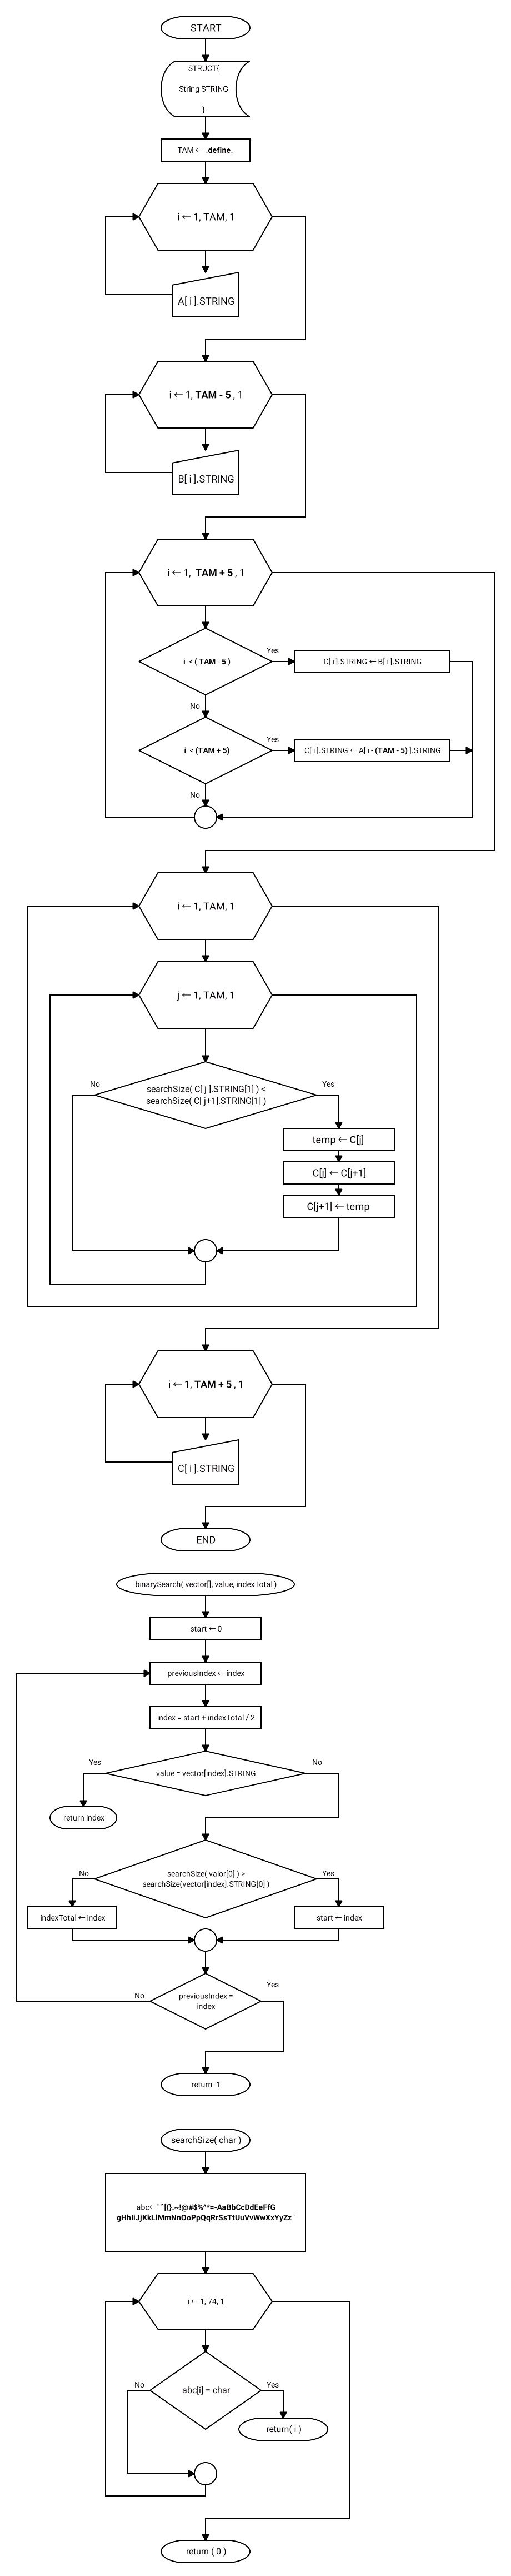 START
STRUCT{
String STRING
}
TAM ← .define.
i ← 1, TAM, 1
A[ i ].STRING
i ← 1, TAM - 5 , 1
B[ i ].STRING
i ← 1, TAM + 5 , 1
i < ( TAM - 5 )
Yes
C[ i ].STRING ← B[ i ].STRING
No
i < (TAM + 5)
Yes
C[ i ].STRING ← A[ i - (TAM - 5) ].STRING
No
i ← 1, TAM, 1
j ← 1, TAM, 1
No
searchSize( C[ j ].STRING[1] ) <
searchSize( C[ j+1].STRING[1] )
Yes
temp ← C[j]
C[j] ← C[j+1]
C[j+1] ← temp
i ← 1, TAM + 5 , 1
C[ i ].STRING
END
binarySearch( vector[], value, indexTotal )
start ← 0
previousIndex ← index
index = start + indexTotal / 2
Yes
value = vector[index].STRING
No
return index
No
searchSize( valor[0] ) >
searchSize(vector[index].STRING[0] )
Yes
indexTotal ← index
start ← index
No
previousIndex =
index
Yes
return -1
searchSize( char )
abc←"¨¨[{}.~!@#$%^*=-AaBbCcDdEeFfG
gHhIiJjKkLlMmNnOoPpQqRrSsTtUuVvWwXxYyZz "
i ← 1, 74, 1
No
abc[i] = char
Yes
return( i )
return ( 0 )